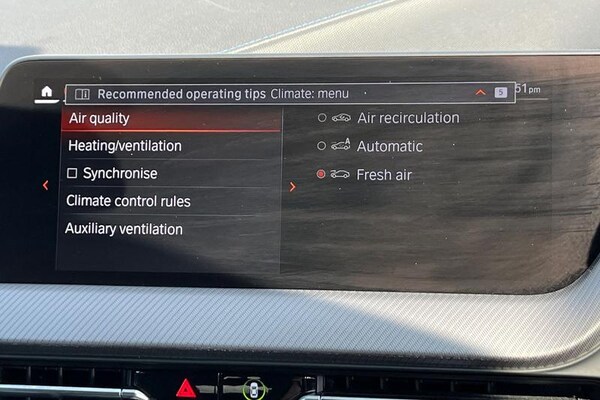 Recommended operating tips Climate: menu 5 51pm
Air quality
Heating/ventilation
Synchronise
Climate control rules
Auxiliary ventilation
Air recirculation
Automatic
Fresh air